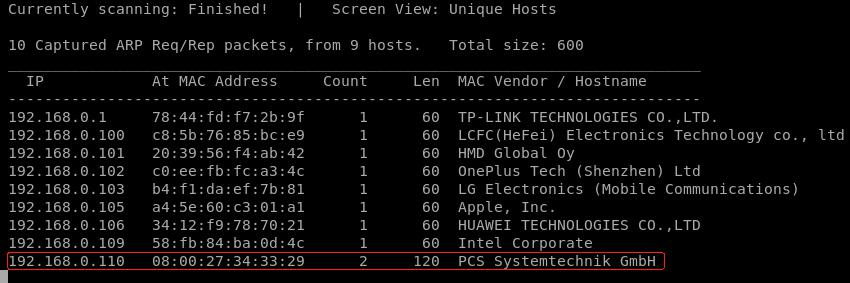 Currently scanning: Finished!   |   Screen View: Unique Hosts
10 Captured ARP Req/Rep packets, from 9 hosts.   Total size: 600
_____________________________________________________________________________
  IP            At MAC Address     Count     Len  MAC Vendor / Hostname
-----------------------------------------------------------------------------
192.168.0.1     78:44:fd:f7:2b:9f      1      60  TP-LINK TECHNOLOGIES CO.,LTD.
192.168.0.100   c8:5b:76:85:bc:e9      1      60  LCFC(HeFei) Electronics Technology co., ltd
192.168.0.101   20:39:56:f4:ab:42      1      60  HMD Global Oy
192.168.0.102   c0:ee:fb:fc:a3:4c      1      60  OnePlus Tech (Shenzhen) Ltd
192.168.0.103   b4:f1:da:ef:7b:81      1      60  LG Electronics (Mobile Communications)
192.168.0.105   a4:5e:60:c3:01:a1      1      60  Apple, Inc.
192.168.0.106   34:12:f9:78:70:21      1      60  HUAWEI TECHNOLOGIES CO.,LTD
192.168.0.109   58:fb:84:ba:0d:4c      1      60  Intel Corporate
192.168.0.110   08:00:27:34:33:29      2     120  PCS Systemtechnik GmbH